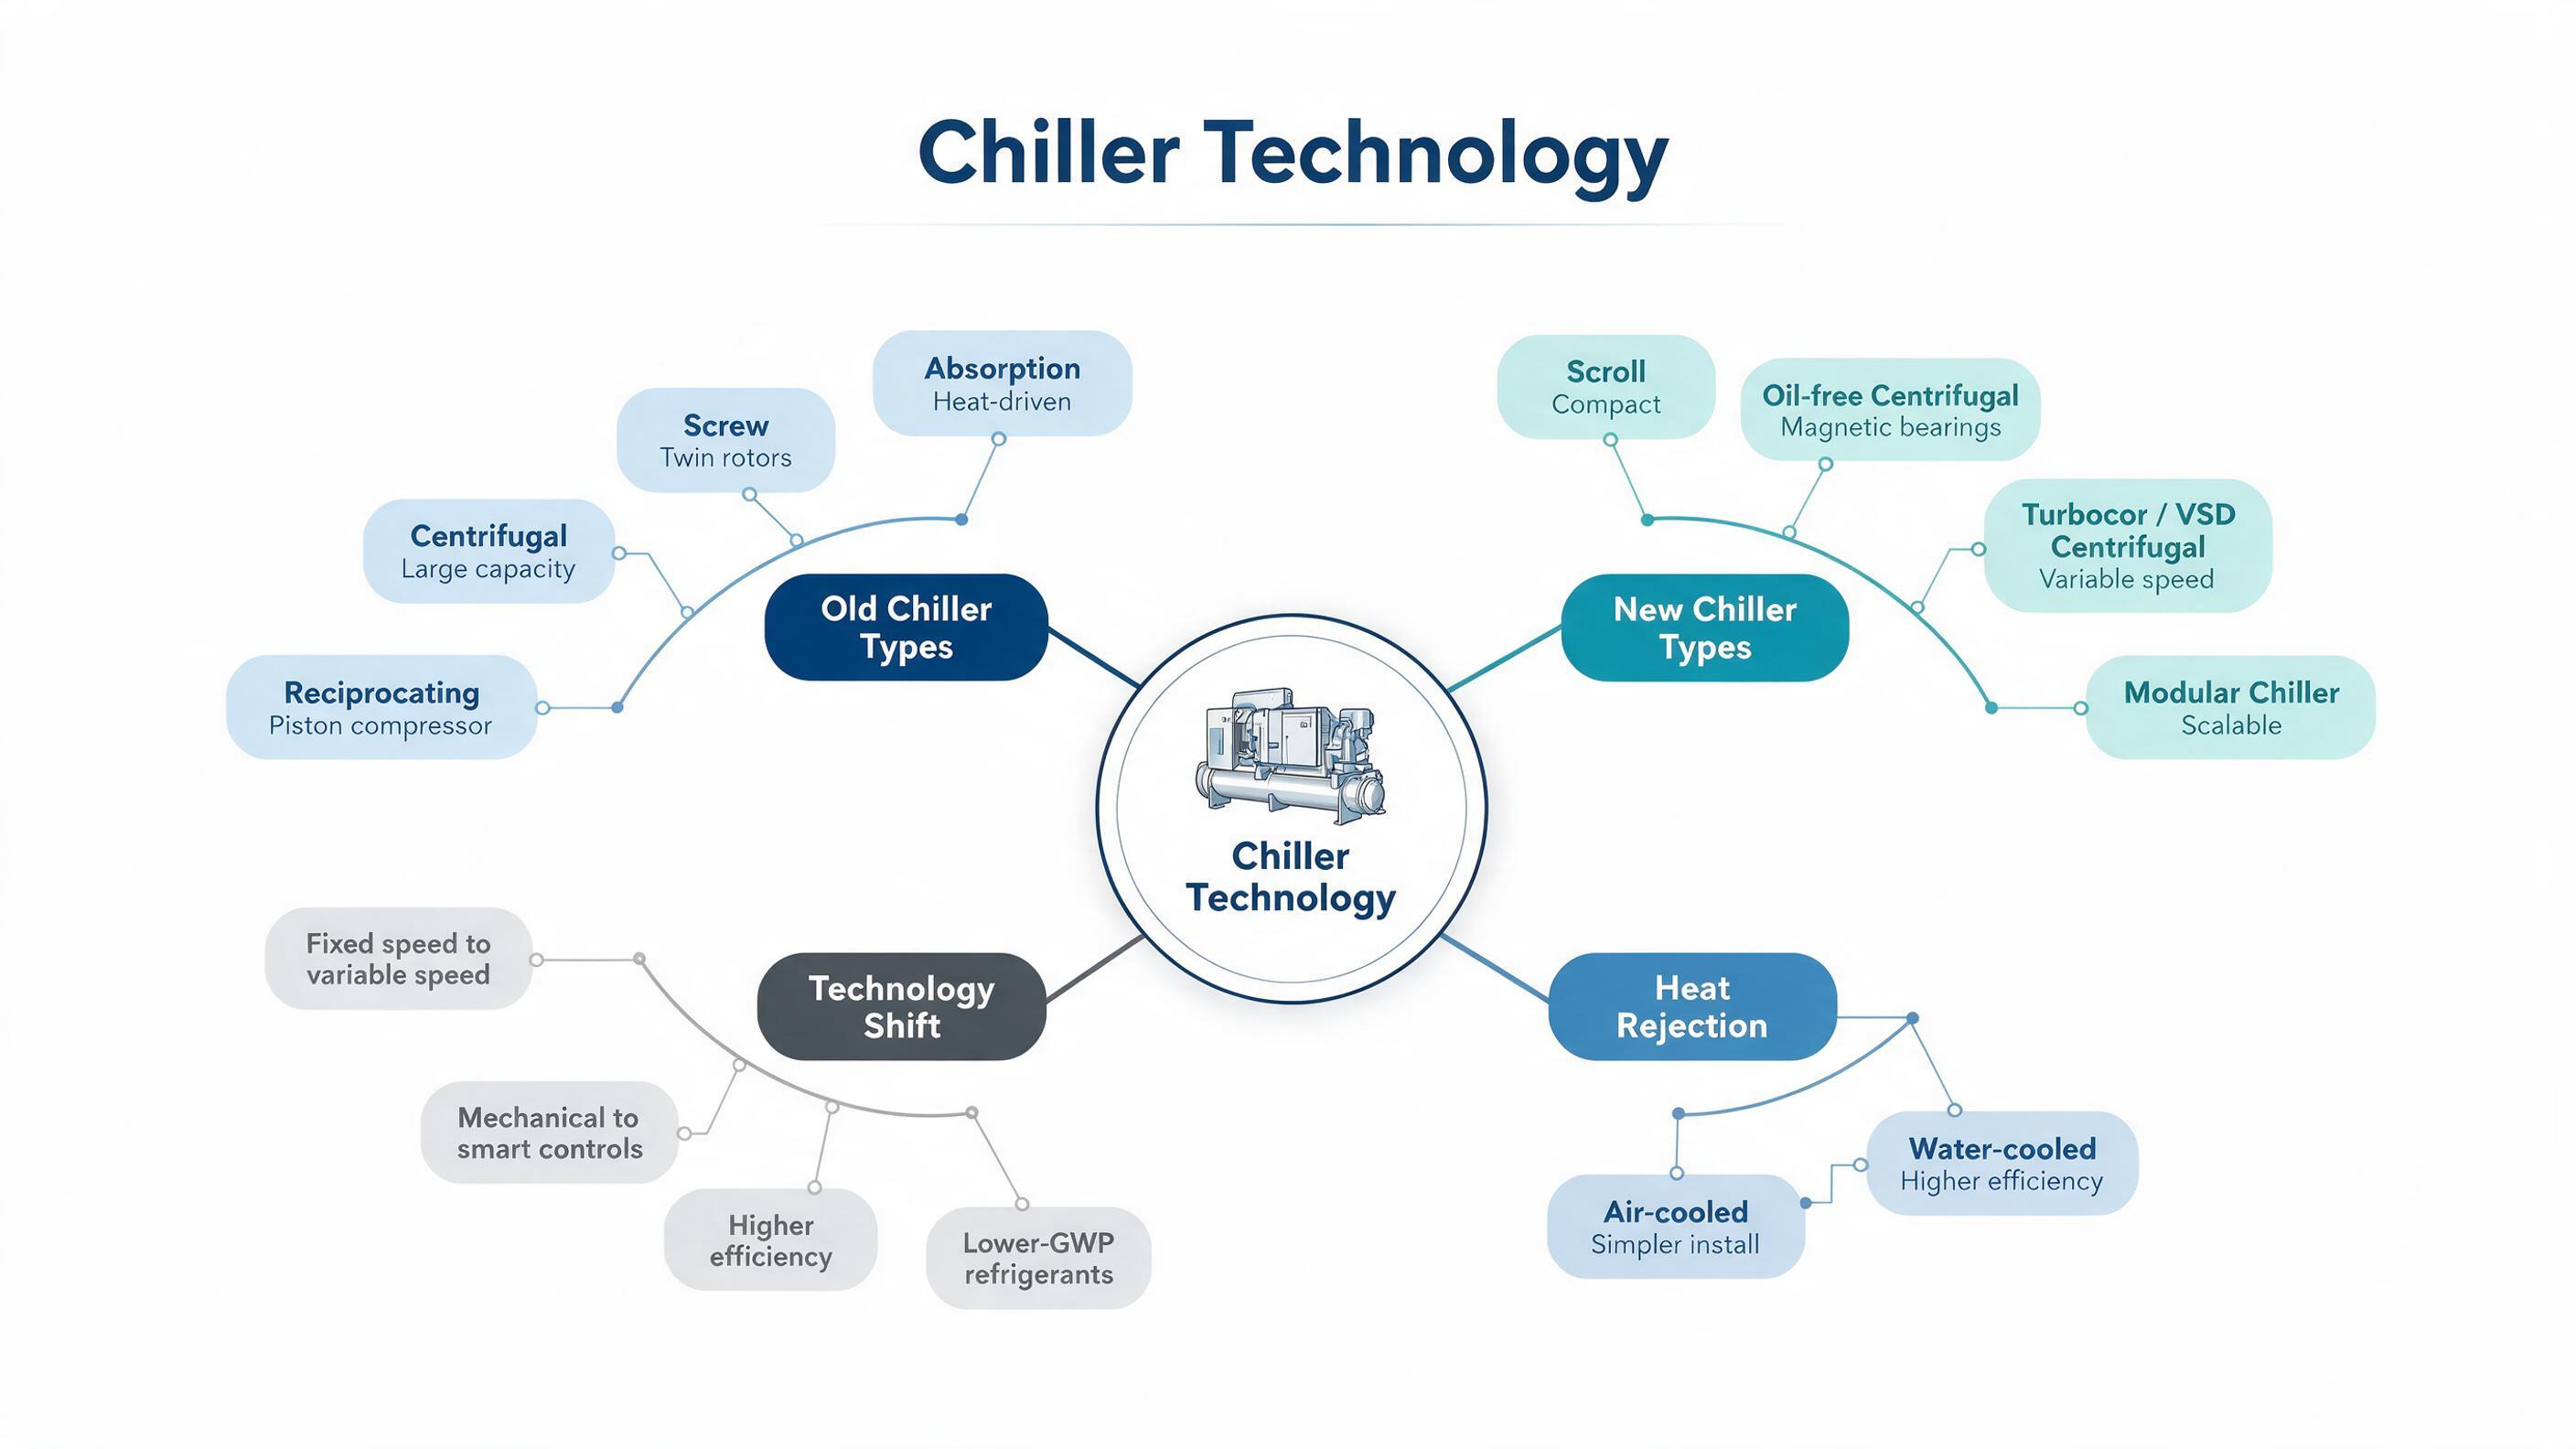 Chiller Technology
Absorption
Heat-driven
Screw
Twin rotors
Centrifugal
Large capacity
Reciprocating
Piston compressor
Old Chiller
Types
Scroll
Compact
Oil-free Centrifugal
Magnetic bearings
Turbocor / VSD
Centrifugal
Variable speed
Modular Chiller
Scalable
New Chiller
Types
Chiller
Technology
Fixed speed to
variable speed
Mechanical to
smart controls
Higher
efficiency
Lower-GWP
refrigerants
Technology
Shift
Heat
Rejection
Water-cooled
Higher efficiency
Air-cooled
Simpler install